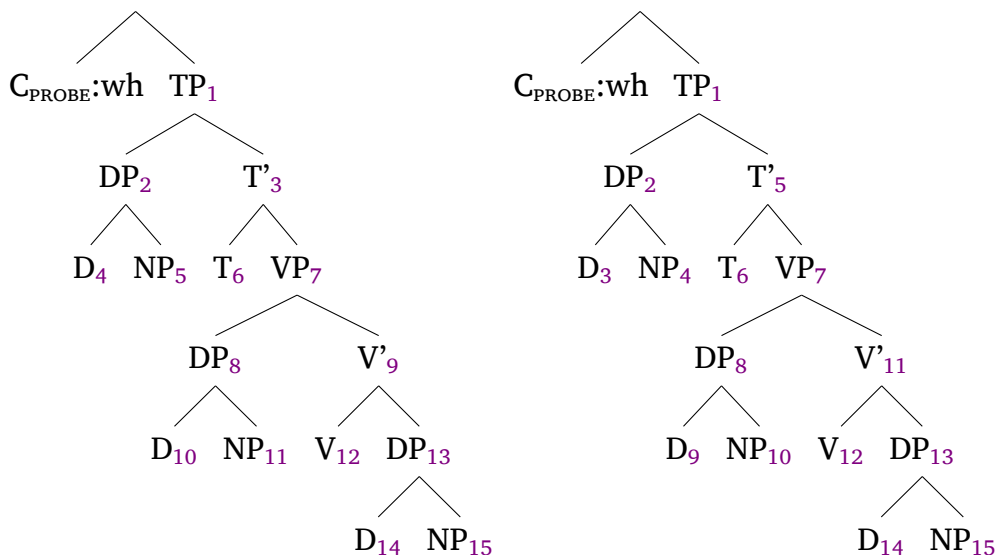 C_PROBE:wh TP₁ C_PROBE:wh TP₁
DP₂ T’₃ DP₂ T’₅
D₄ NP₅ T₆ VP₇ D₃ NP₄ T₆ VP₇
DP₈ V’₉ DP₈ V’₁₁
D₁₀ NP₁₁ V₁₂ DP₁₃ D₉ NP₁₀ V₁₂ DP₁₃
D₁₄ NP₁₅ D₁₄ NP₁₅